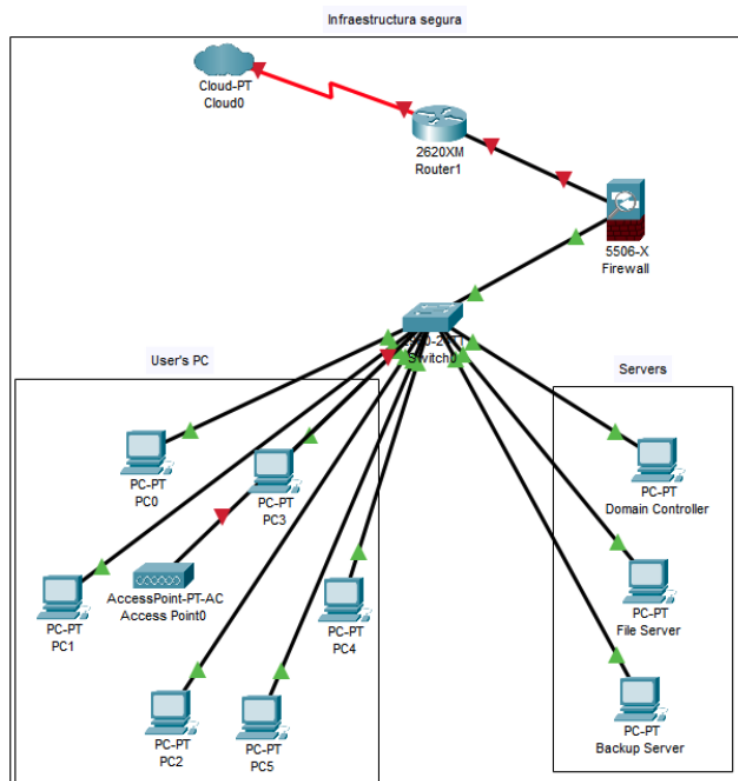 Infraestructura segura
Cloud-PT
Cloud0
2620XM
Router1
5506-X
Firewall
Switch0
User's PC
Servers
PC-PT
PC0
PC-PT
PC3
PC-PT
Domain Controller
AccessPoint-PT-AC
Access Point0
PC-PT
PC1
PC-PT
PC4
PC-PT
File Server
PC-PT
PC2
PC-PT
PC5
PC-PT
Backup Server